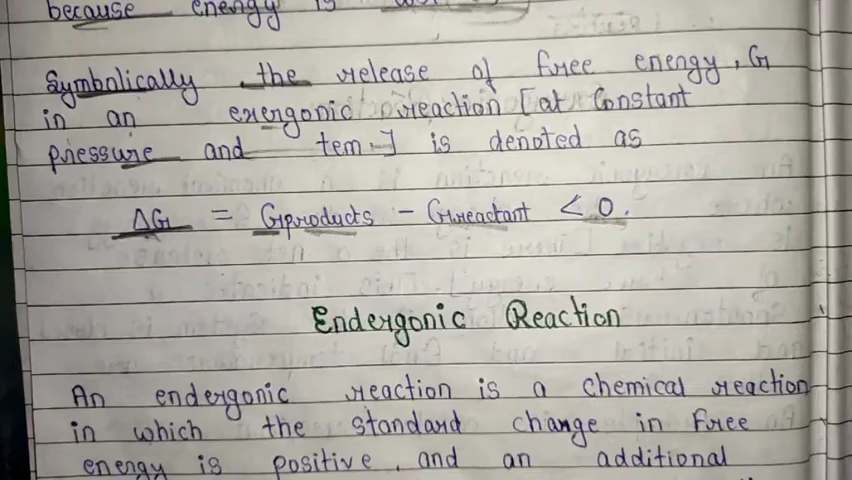 because energy is
Symbolically the release of free energy, G
in an exergonic reaction [at Constant
pressure and tem.] is denoted as
ΔG = Gproducts - Greactant < 0.
Endergonic Reaction
An endergonic reaction is a chemical reaction
in which the standard change in free
energy is positive, and an additional